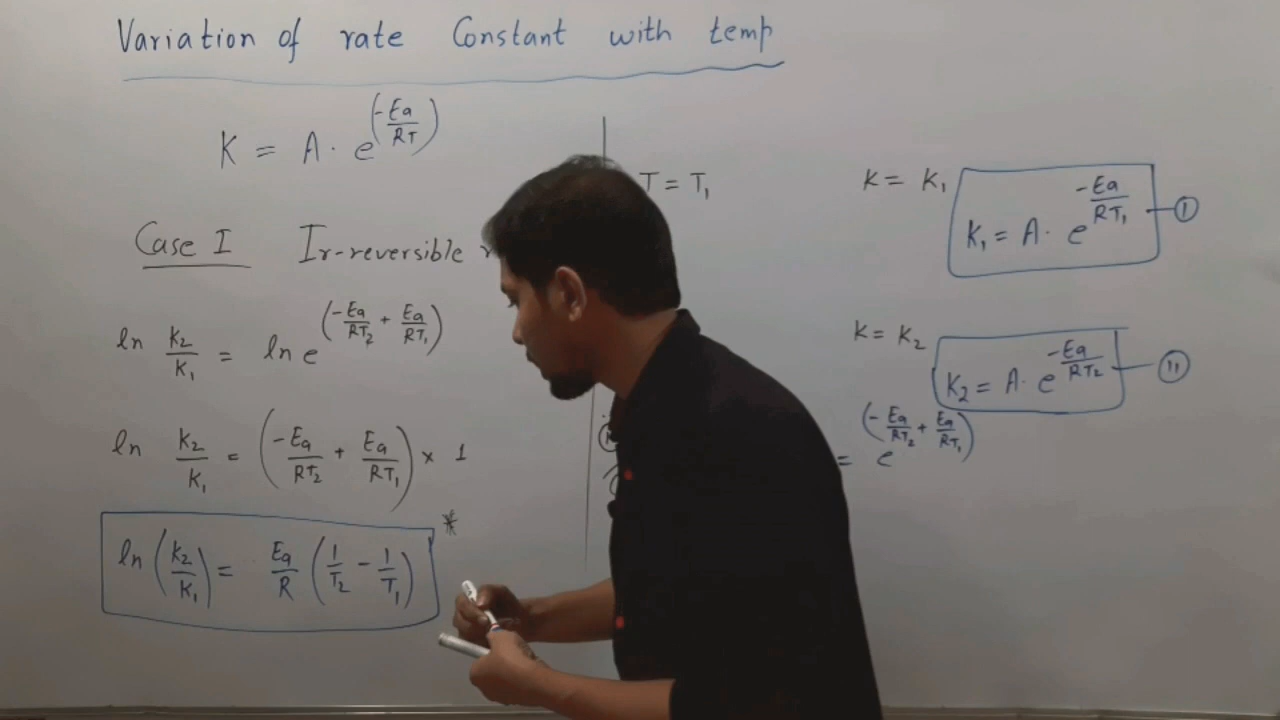 Variation of rate Constant with temp
K = A · e^(-Ea/RT)
Case I Ir-reversible
ln K2/K1 = ln e^(-Ea/RT2 + Ea/RT1)
ln K2/K1 = (-Ea/RT2 + Ea/RT1) × 1
ln (K2/K1) = Ea/R (1/T2 - 1/T1) *
T = T1
K = K1
K1 = A · e^(-Ea/RT1) — I
K = K2
K2 = A · e^(-Ea/RT2) — II
= e^(-Ea/RT2 + Ea/RT1)